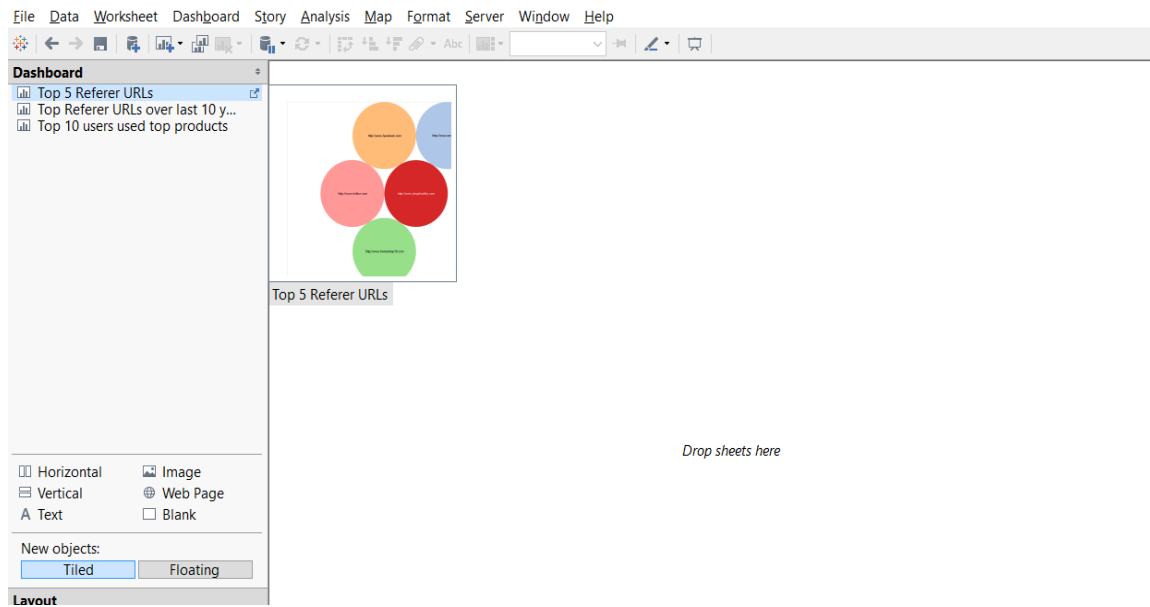 File Data Worksheet Dashboard Story Analysis Map Format Server Window Help
Abc
Dashboard
Top 5 Referer URLs
Top Referer URLs over last 10 y...
Top 10 users used top products
Top 5 Referer URLs
Drop sheets here
Horizontal Image
Vertical Web Page
A Text Blank
New objects:
Tiled Floating
Layout